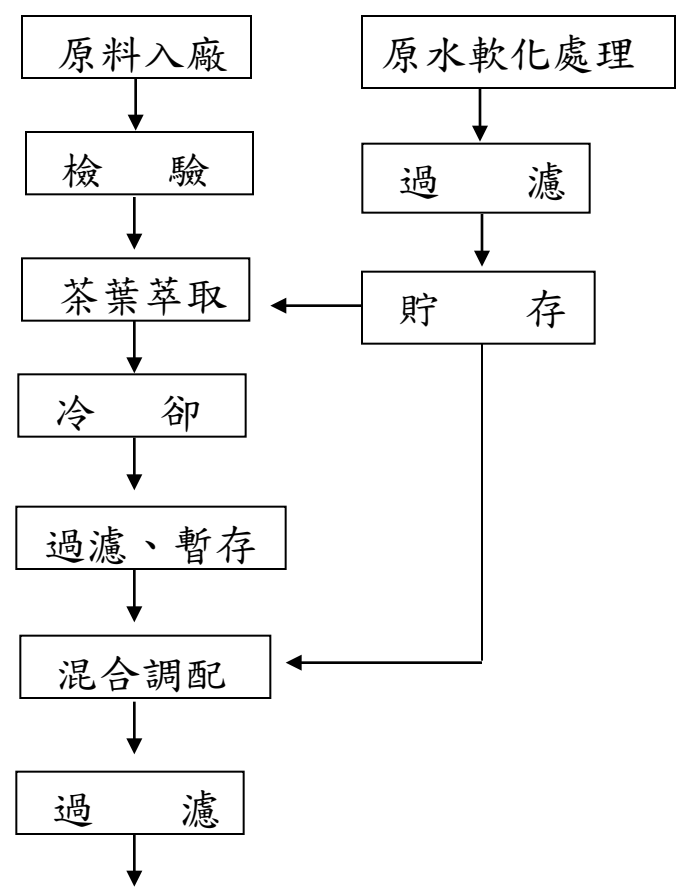 原料入廠
檢驗
茶葉萃取
冷卻
過濾、暫存
混合調配
過濾
原水軟化處理
過濾
貯存